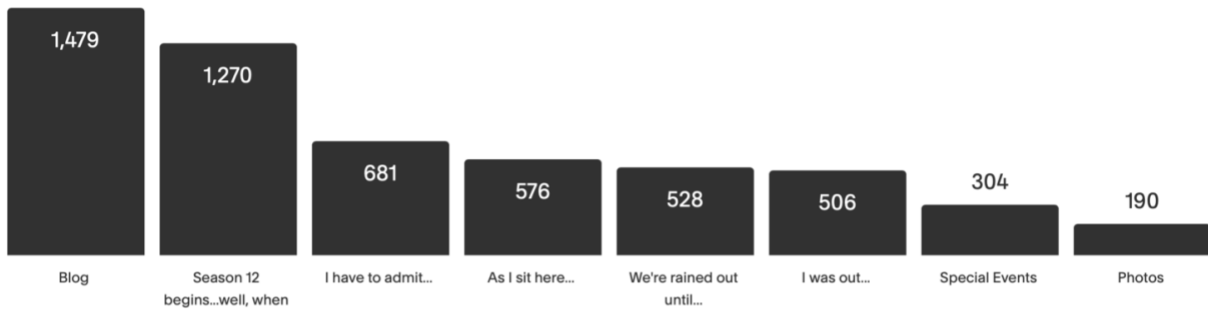 1,479
1,270
681
576
528
506
304
190
Blog
Season 12
begins...well, when
I have to admit...
As I sit here...
We're rained out
until...
I was out...
Special Events
Photos